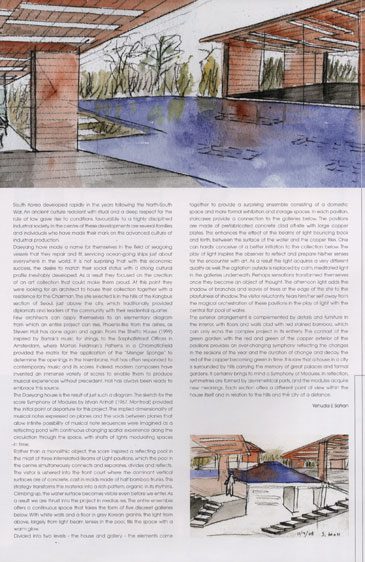 South Korea developed rapidly in the years following the North-South
War. An ancient culture radiant with ritual and a deep respect for the
rule of law gave rise to conditions favourably to a highly disciplined
industrial society. In the centre of these developments are several families
and individuals who have made their mark on the advanced culture of
industrial production.
Daeyang have made a name for themselves in the field of
vessels that they repair and fit, servicing ocean-going ships just about
everywhere in the world. It is not surprising that with this economic
success, the desire to match their social status with a strong cultural
profile inevitably developed. As a result they focused on the creation
of an art collection that could make them proud. At this point they
were looking for an architect to house their collection together with a
residence for the Chairman. The site selected is in the hills of the Kangbuk
section of Seoul just above the city which traditionally provided
diplomats and leaders of the community with their residential quarter.
Few architects can apply themselves to an elementary diagram
from which an entire project can rise, Phoenix-like from the ashes, as
Steven Holl has done again and again. From the Stretto House (1989)
inspired by Bartok's music for strings, to the Sarphatistraat Offices in
Amsterdam, where Morton Feldman's 'Patterns in a Chromatic Field'
provided the matrix for the application of the 'Menger Sponge' to
determine the openings in the membrane, Holl has often responded to
contemporary music and its scores. Indeed, modern composers have
invented an immense variety of scores to enable them to produce
musical experiences without precedent. Holl has always been ready to
embrace this source.
The Daeyang house is a result of just such a diagram. The sketch for the
score Symphony of Modules by Istvan Anhalt (1967, Montreal) provided
the initial point of departure for this project. The implicit dimensionality of
musical notes expressed on planes and the voids between planes that
allow infinite possibility of musical note sequences were imagined as a
reflecting pond with continuous changing scalar experience along the
circulation through the space, with shafts of lights modulating spaces
in time.
Rather than a monolithic object, the score inspired a reflecting pool in
the midst of three interrelated islands of Light-positions, which the pool in
the centre simultaneously connects and separates, divides and reflects.
The visitor is ushered into the front court where the dominant vertical
surfaces are of concrete, cast in molds made of half bamboo trunks. This
strategy transforms the material into a rich pattern, organic in its rhythms.
Climbing up, the water surface becomes visible even before we enter. As
a result we are thrust into the project in medias res. The entire ensemble
offers a continuous space that takes the form of five discreet galleries
below. With white walls and a floor in grey Korean granite, the light from
above, largely from light beam lenses in the pool, fills the space with a
warm glow.
Divided into two levels - the house and gallery - the elements come
together to provide a surprising ensemble consisting of a domestic
space and more formal exhibition and storage spaces. In each pavilion,
staircases provide a connection to the galleries below. The positions
are made of prefabricated concrete clad offsite with large copper
plates. This enhances the effect of the beams of light bouncing back
and forth, between the surface of the water and the copper tiles. One
can hardly conceive of a better initiation to the collection below. The
play of light inspires the observer to reflect and prepare his/her senses
for the encounter with art. As a result the light acquires a very different
quality as well. The agitation outside is replaced by calm, meditated light
in the galleries underneath. Perhaps sensations transformed themselves
once they become an object of thought. The afternoon light adds the
shadow of branches and leaves of trees at the edge of the site to the
playfulness of shadow. The visitor reluctantly tears him/her self away from
the magical orchestration of these positions in the play of light with the
central flat pool of water.
The exterior arrangement is complemented by details and furniture in
the interior, with floors and walls clad with red stained bamboo, which
can say echo the complex project in its entirety. The contrast of the
green garden with the red and green of the copper exterior of the
positions provides an ever-changing symphony reflecting the changes
in the seasons of the year and the duration of change and decay, the
red of the copper becoming green in time. It is rare that a house in a city
is surrounded by hills carrying the memory of great palaces and formal
gardens. It certainly brings to mind a Symphony of Modules, a reflection,
symmetries are formed by asymmetrical parts, and the modules acquire
new meanings. Each section offers a different point of view within the
house itself and in relation to the hills and the city at a distance.
Yehuda E. Safran
11/9/08 S. Holl